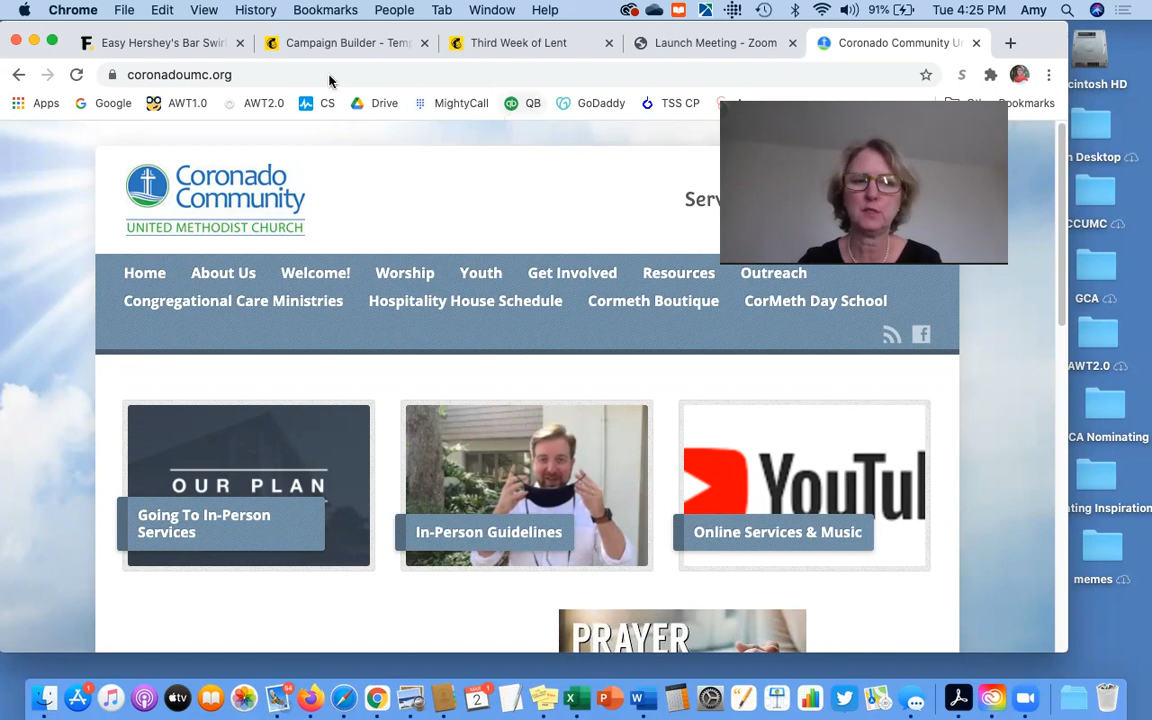 Chrome File Edit View History Bookmarks People Tab Window Help 91% Tue 4:25 PM Amy
Easy Hershey's Bar Swirl Campaign Builder - Temp Third Week of Lent Launch Meeting - Zoom Coronado Community Un
coronadoumc.org
Apps Google AWT1.0 AWT2.0 CS Drive MightyCall QB GoDaddy TSS CP Bookmarks
cintosh HD
n Desktop
CCUMC
GCA
AWT2.0
CA Nominating
ting Inspiration
memes
Coronado
Community
UNITED METHODIST CHURCH
Serv
Home About Us Welcome! Worship Youth Get Involved Resources Outreach
Congregational Care Ministries Hospitality House Schedule Cormeth Boutique CorMeth Day School
OUR PLAN
Going To In-Person
Services
In-Person Guidelines
YouTu
Online Services & Music
PRAYER